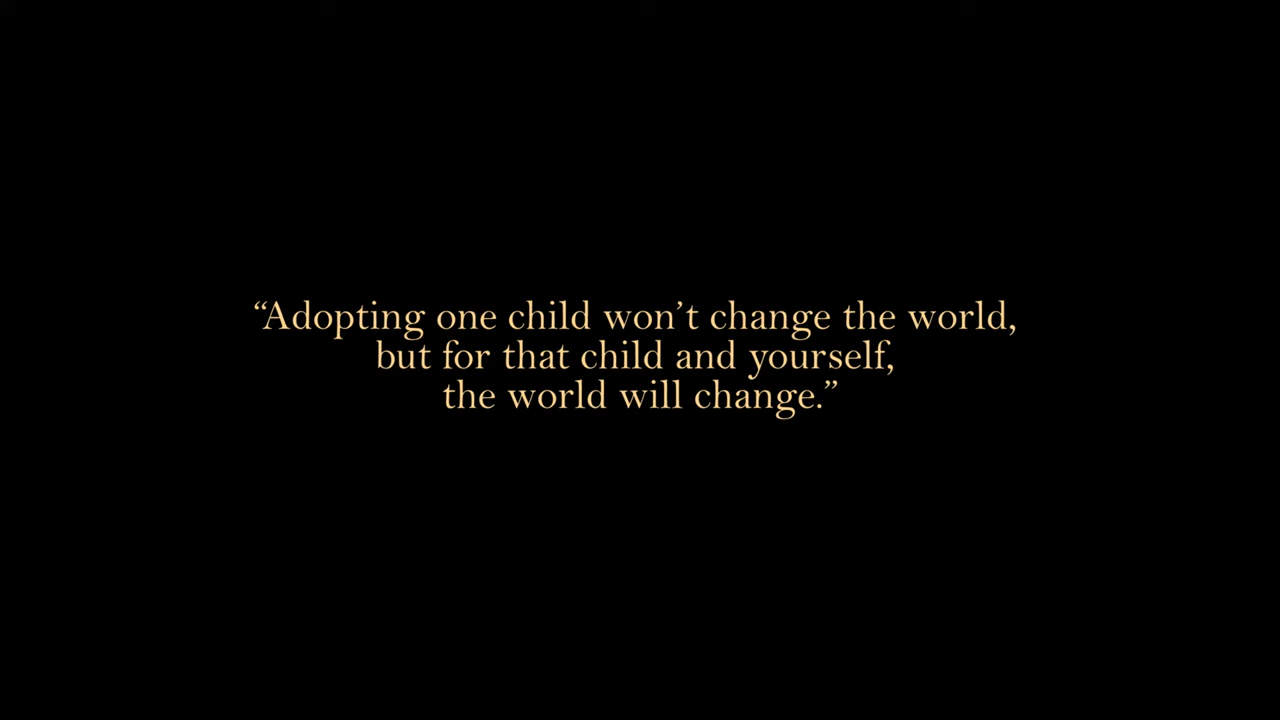 “Adopting one child won’t change the world,
but for that child and yourself,
the world will change.”